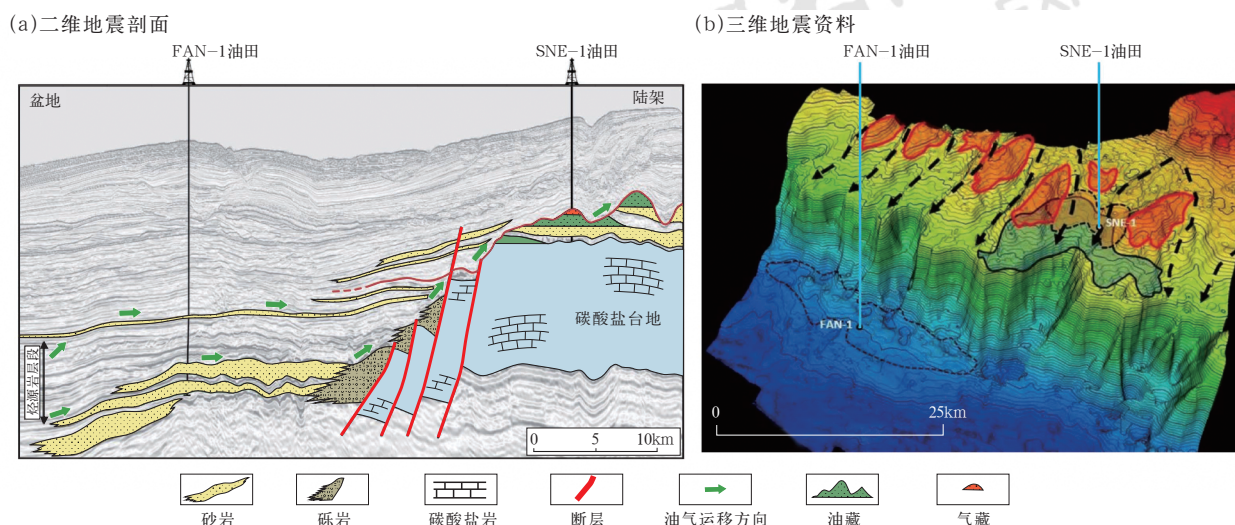 (a)二维地震剖面
FAN-1油田
SNE-1油田
盆地
陆架
碳酸盐台地
烃源岩层段
0 5 10km
(b)三维地震资料
FAN-1油田
SNE-1油田
SNE-1
FAN-1
0 25km
砂岩
砾岩
碳酸盐岩
断层
油气运移方向
油藏
气藏